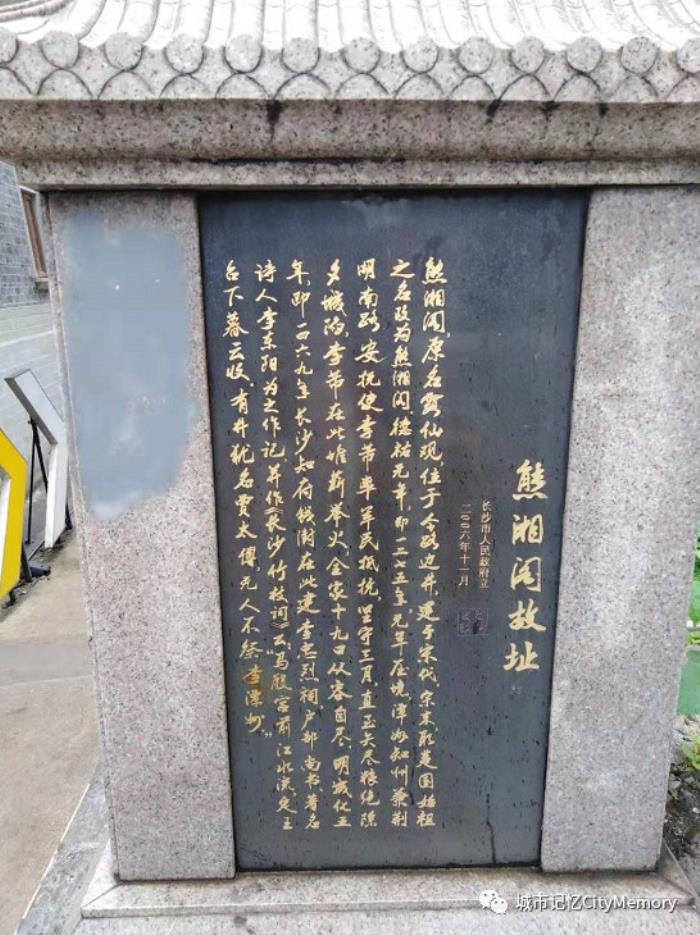 熊湘阁故址
长沙市人民政府立
二〇〇六年十一月
熊湘阁，原名露仙观，位于今路边井，建于宋代，宋末取楚国始祖
之名改为熊湘阁。德祐元年，即一二七五年，元军压境，潭州知州兼荆
湖南路安抚使李芾率军民抵抗，坚守三月，直至矢尽粮绝，除
夕城陷，李芾在此堆薪举火，全家十九口从容自尽。明成化五
年，即一四六九年，长沙知府钱澍在此建李忠烈祠，户部尚书著名
诗人李东阳为之作记，并作《长沙竹枝词》云：“马殷宫前江水流，定王
台下暮云收。有井犹名贾太傅，无人不祭李潭州。”
城市记忆CityMemory